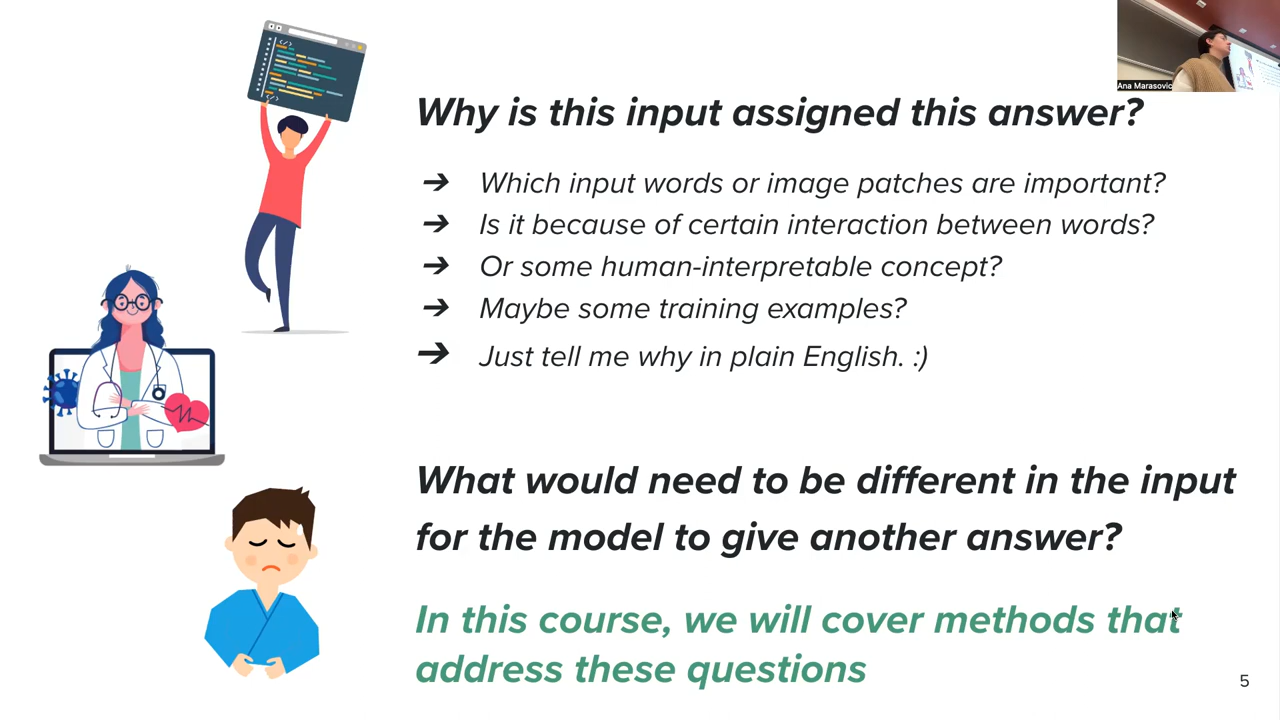 Ana Marasovic
Why is this input assigned this answer?
➔ Which input words or image patches are important?
➔ Is it because of certain interaction between words?
➔ Or some human-interpretable concept?
➔ Maybe some training examples?
➔ Just tell me why in plain English. :)
What would need to be different in the input
for the model to give another answer?
In this course, we will cover methods that
address these questions
5